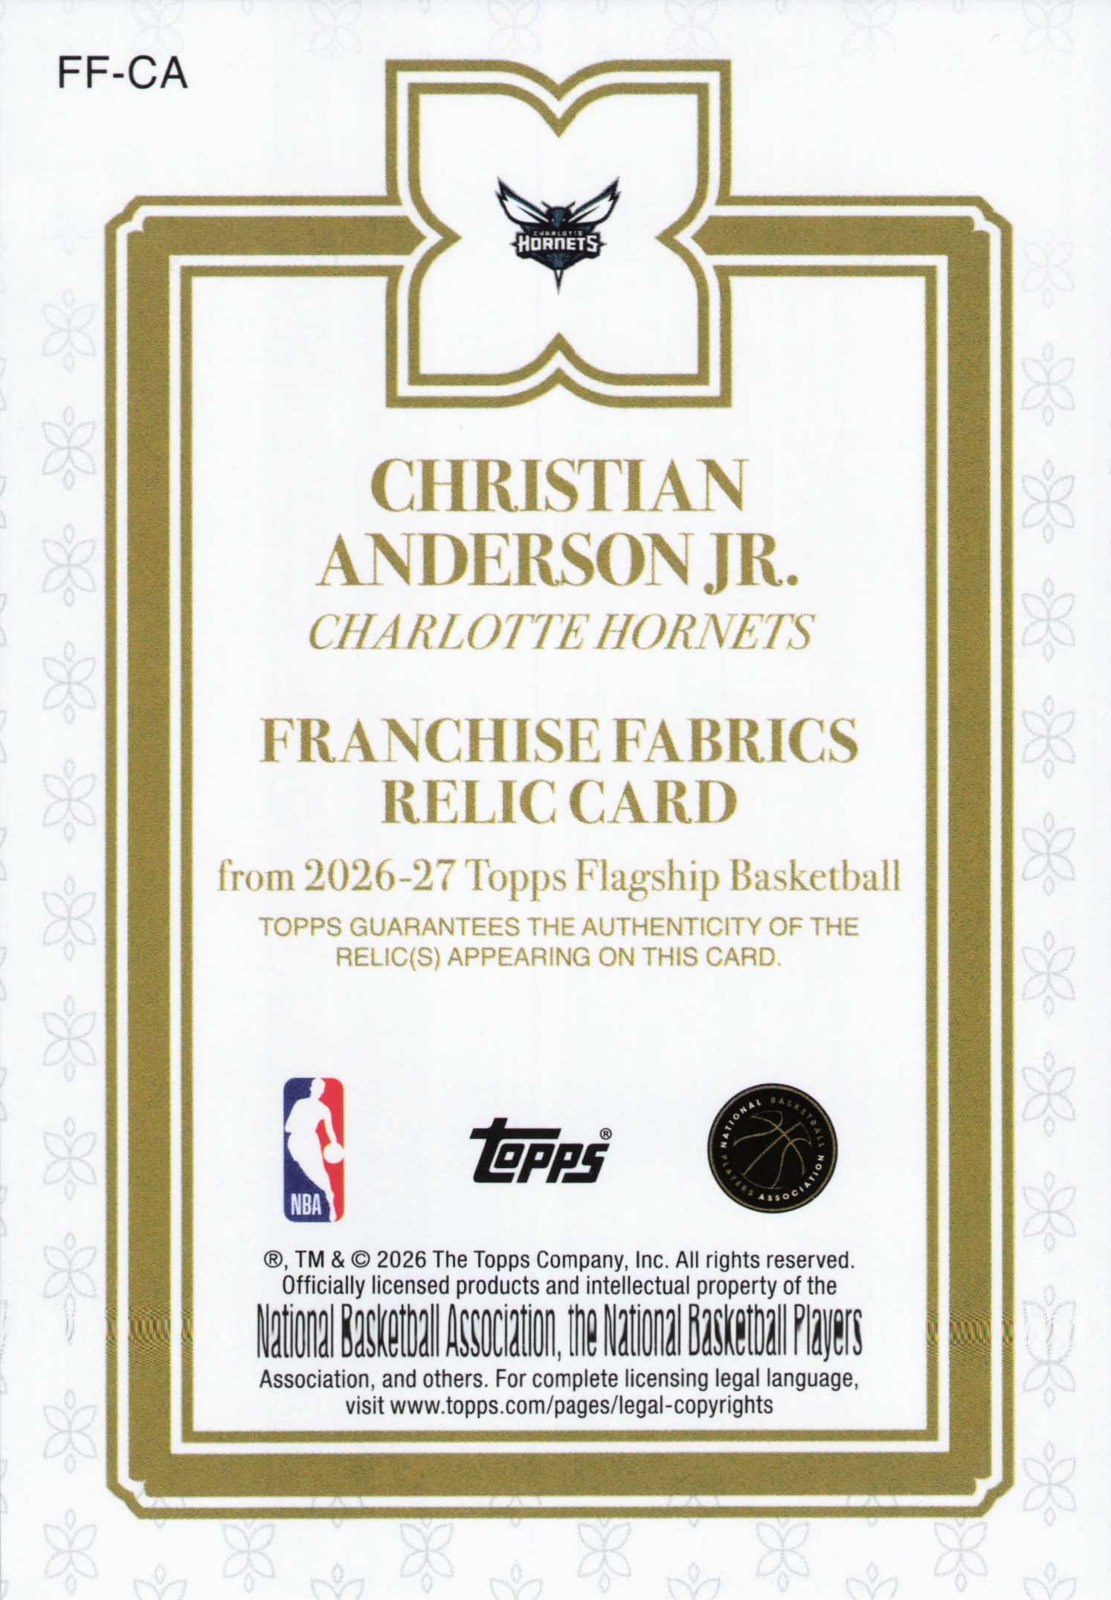 FF-CA
CHARLOTTE
HORNETS
CHRISTIAN
ANDERSON JR.
CHARLOTTE HORNETS
FRANCHISE FABRICS
RELIC CARD
from 2026-27 Topps Flagship Basketball
TOPPS GUARANTEES THE AUTHENTICITY OF THE
RELIC(S) APPEARING ON THIS CARD.
NBA
Topps®
NATIONAL BASKETBALL PLAYERS ASSOCIATION
®, TM & © 2026 The Topps Company, Inc. All rights reserved.
Officially licensed products and intellectual property of the
National Basketball Association, the National Basketball Players
Association, and others. For complete licensing legal language,
visit www.topps.com/pages/legal-copyrights